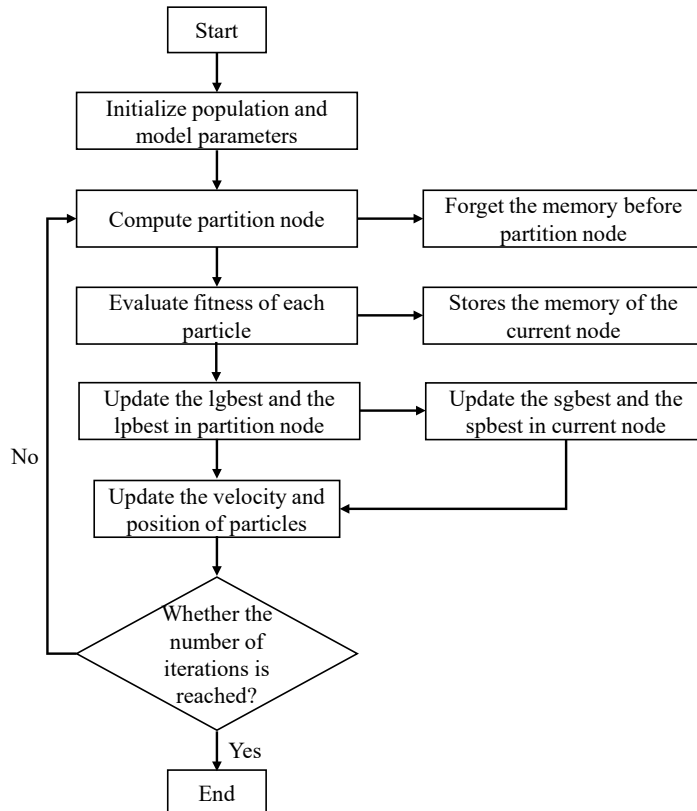 Start
Initialize population and
model parameters
Compute partition node
Forget the memory before
partition node
Evaluate fitness of each
particle
Stores the memory of the
current node
Update the lgbest and the
lpbest in partition node
Update the sgbest and the
spbest in current node
No
Update the velocity and
position of particles
Whether the
number of
iterations is
reached?
Yes
End